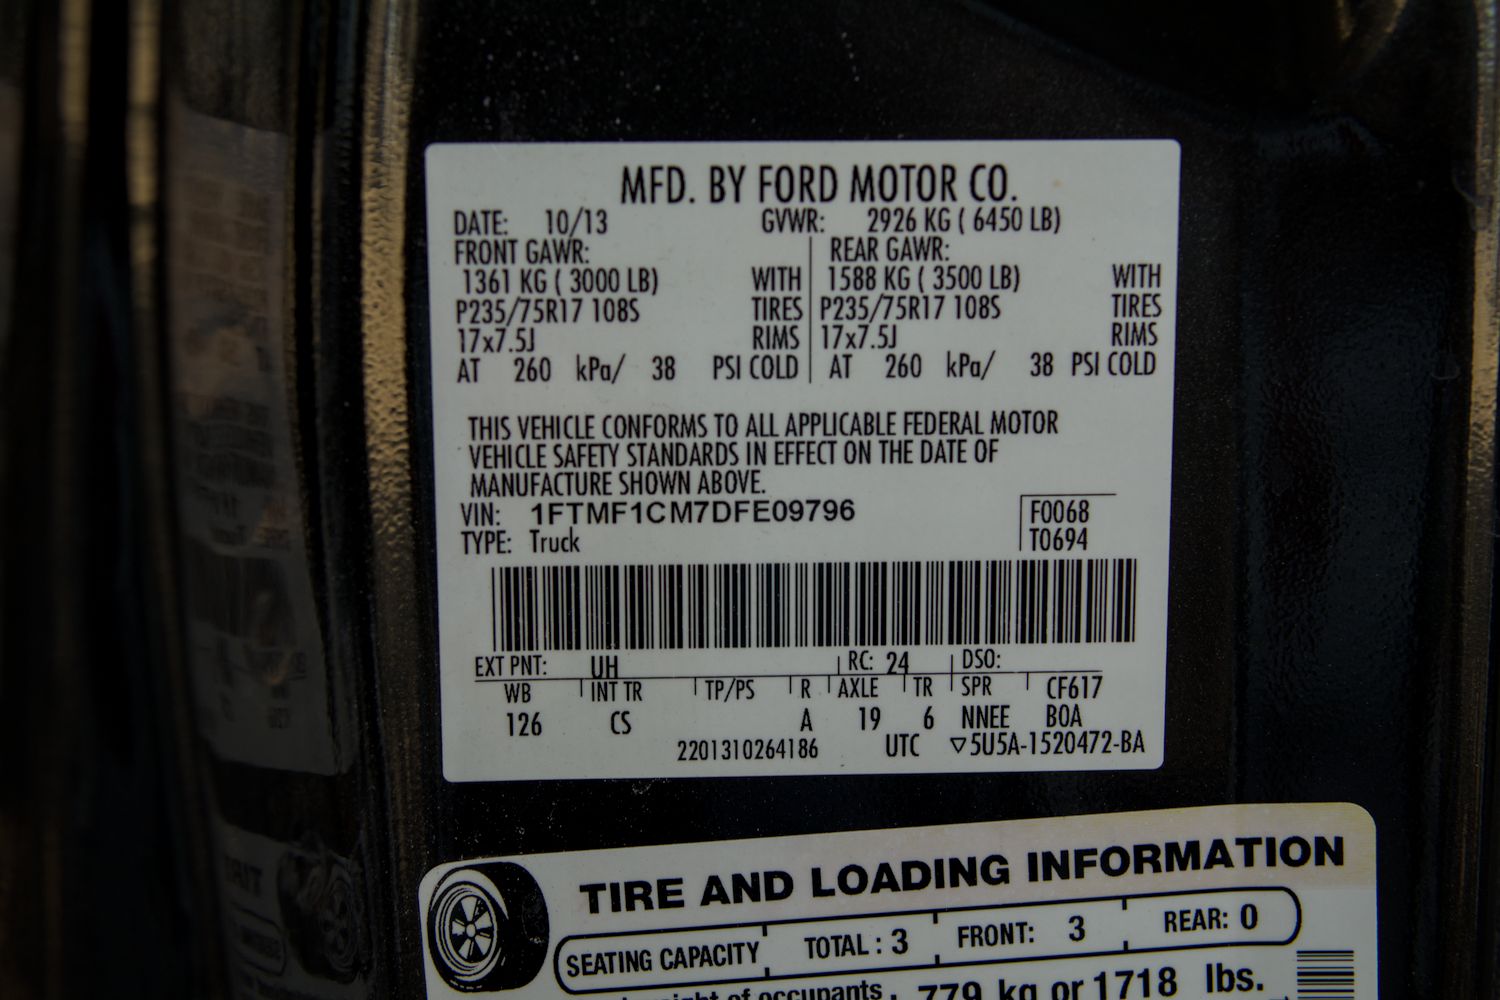 MFD. BY FORD MOTOR CO.
DATE: 10/13 GVWR: 2926 KG ( 6450 LB)
FRONT GAWR: REAR GAWR:
1361 KG ( 3000 LB) WITH 1588 KG ( 3500 LB) WITH
P235/75R17 108S TIRES P235/75R17 108S TIRES
17x7.5J RIMS 17x7.5J RIMS
AT 260 kPa/ 38 PSI COLD AT 260 kPa/ 38 PSI COLD
THIS VEHICLE CONFORMS TO ALL APPLICABLE FEDERAL MOTOR
VEHICLE SAFETY STANDARDS IN EFFECT ON THE DATE OF
MANUFACTURE SHOWN ABOVE.
VIN: 1FTMF1CM7DFE09796 F0068
TYPE: Truck T0694
EXT PNT: UH RC: 24 DSO:
WB INT TR TP/PS R AXLE TR SPR CF617
126 CS A 19 6 NNEE BOA
2201310264186 UTC ▽5U5A-1520472-BA
TIRE AND LOADING INFORMATION
SEATING CAPACITY TOTAL : 3 FRONT: 3 REAR: 0
of occupants 779 kg or 1718 lbs.